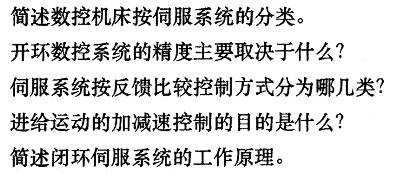 简述数控机床按伺服系统的分类。
开环数控系统的精度主要取决于什么？
伺服系统按反馈比较控制方式分为哪几类？
进给运动的加减速控制的目的是什么？
简述闭环伺服系统的工作原理。